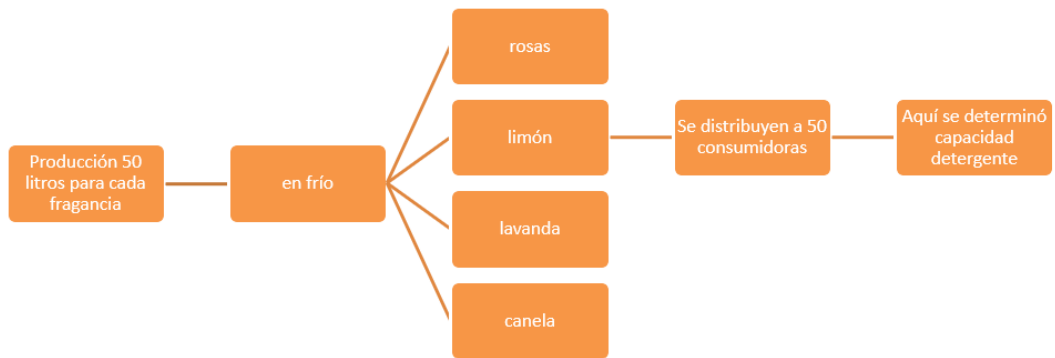 Producción 50
litros para cada
fragancia
en frío
rosas
limón
lavanda
canela
Se distribuyen a 50
consumidoras
Aquí se determinó
capacidad
detergente